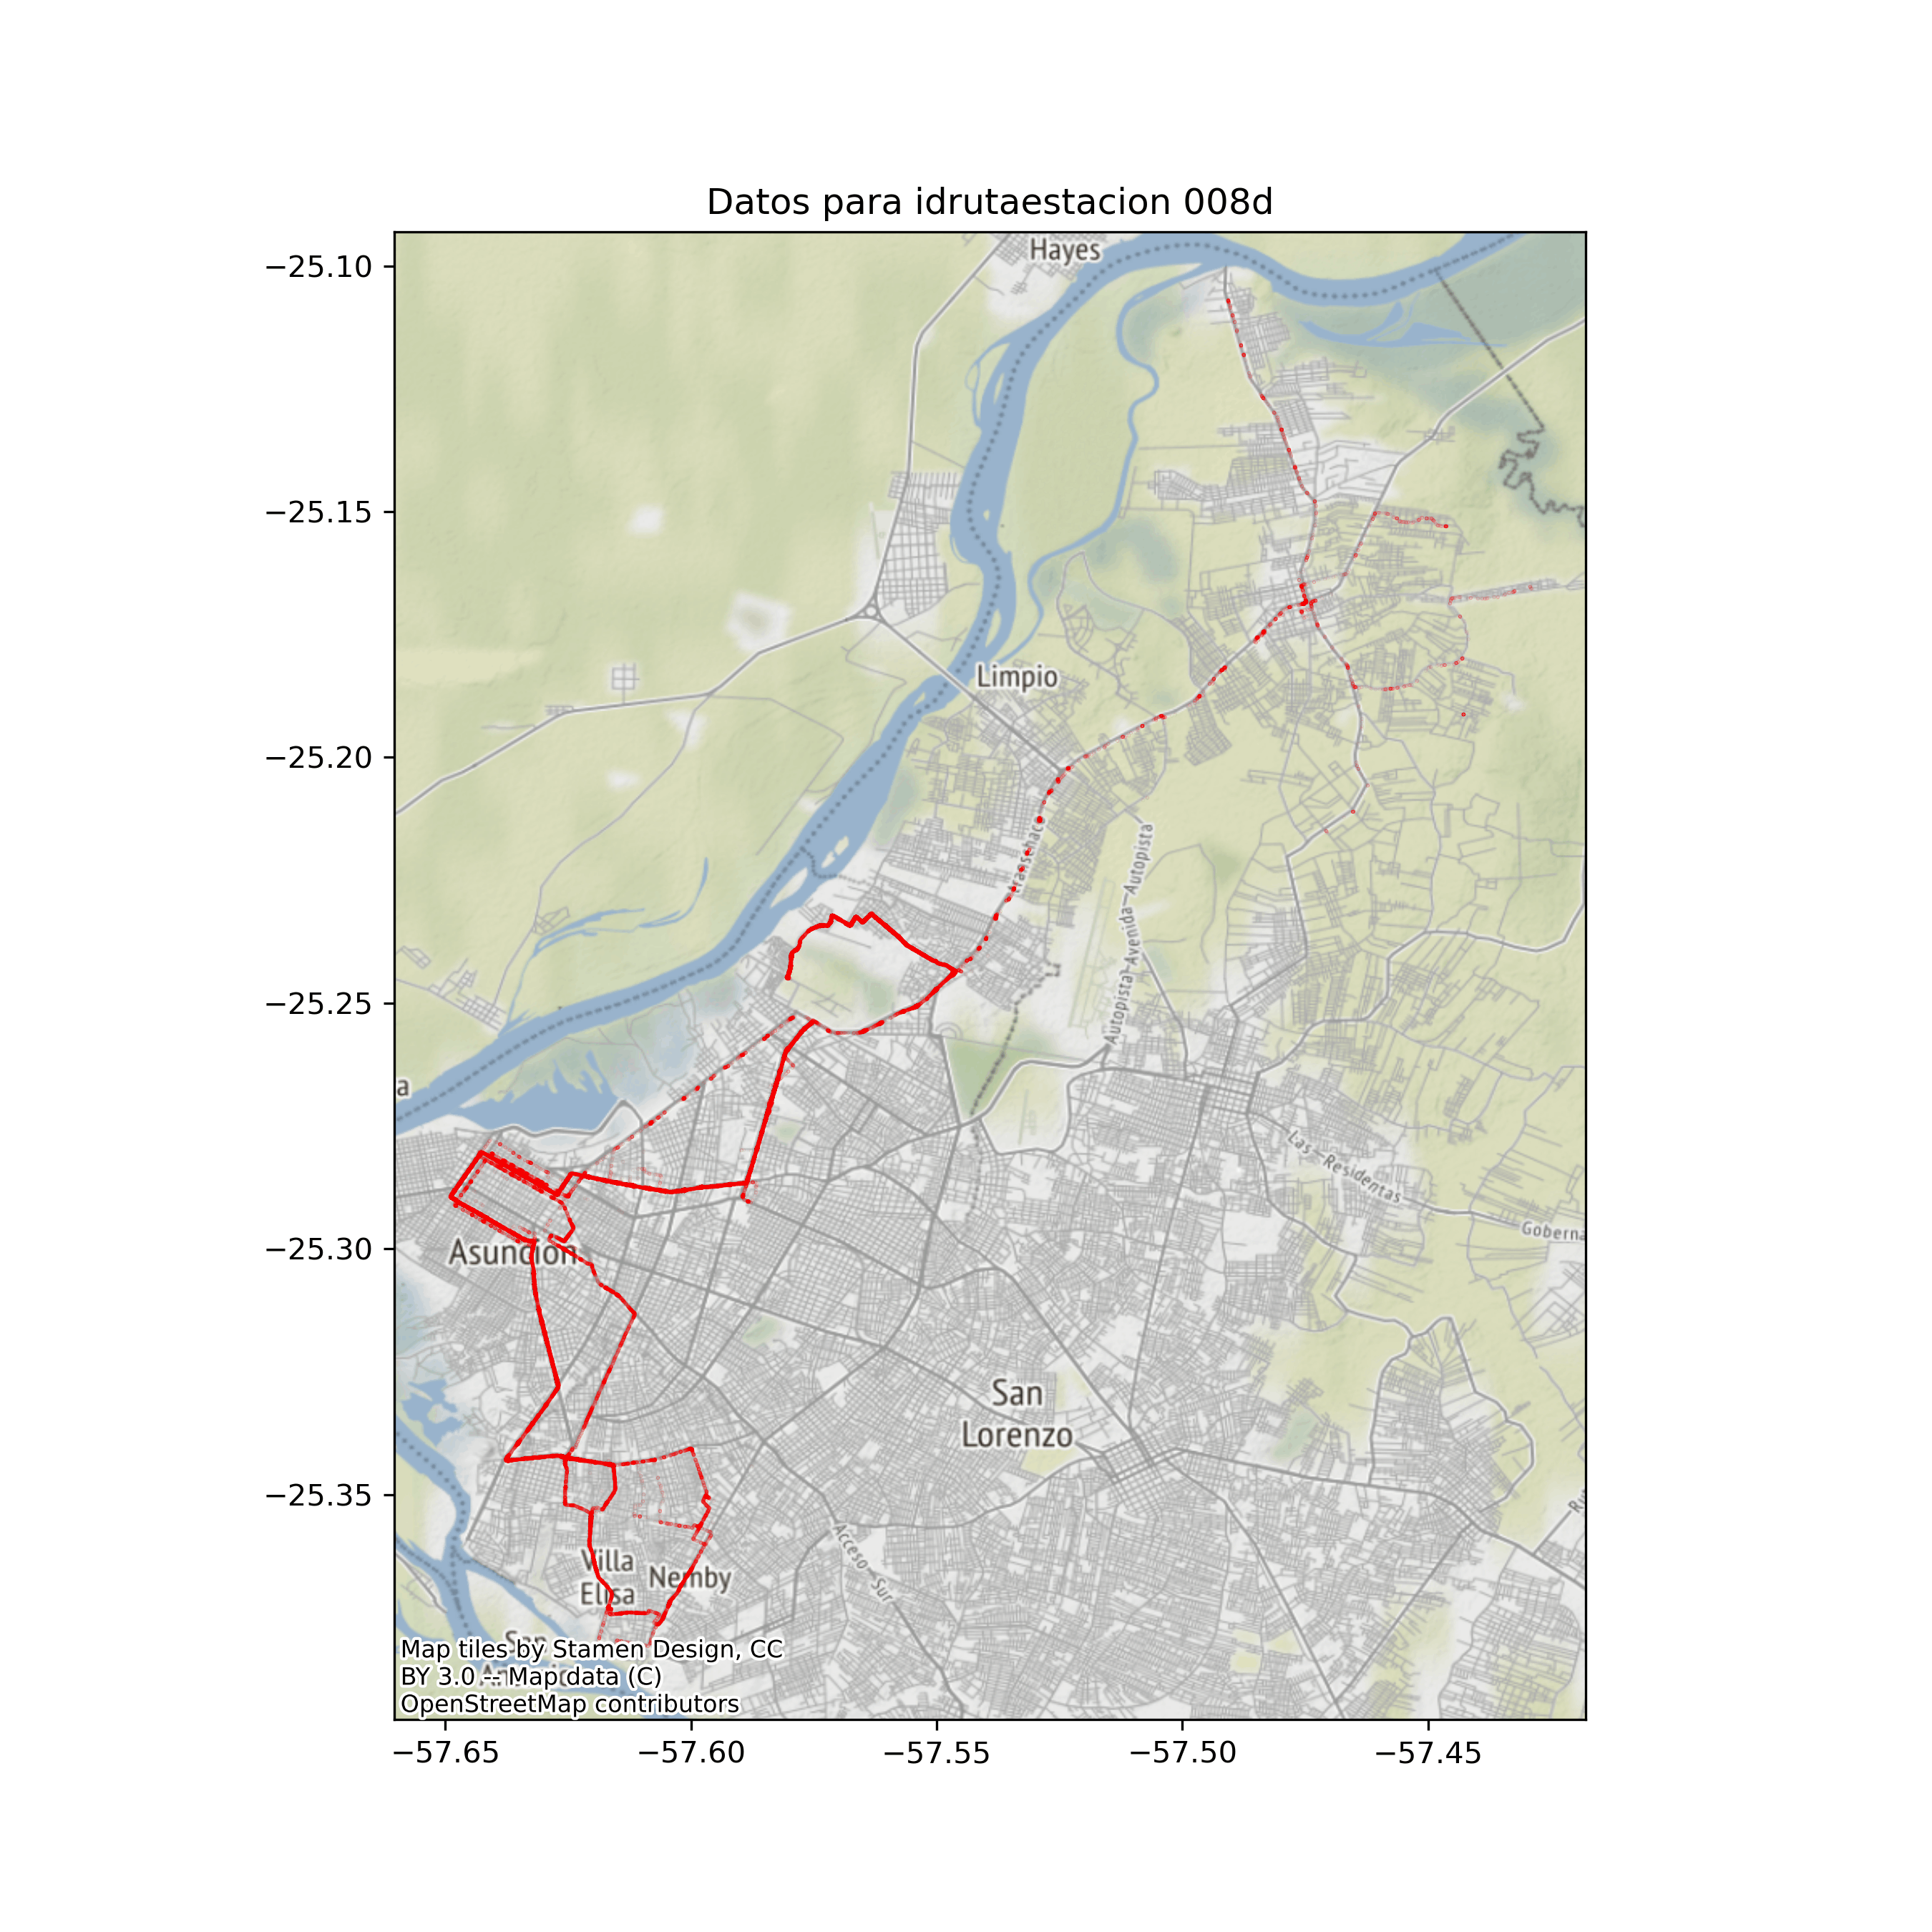 Datos para idrutaestacion 008d
Hayes
−25.10
−25.15
Limpio
−25.20
Transchaco
Autopista-Avenida-Autopista
−25.25
a
Las Residentas
Goberna
−25.30
Asuncion
San
Lorenzo
−25.35
Acceso Sur
Ru
Villa
Elisa
Nemby
San
Map tiles by Stamen Design, CC
BY 3.0 -- Map data (C)
OpenStreetMap contributors
−57.65
−57.60
−57.55
−57.50
−57.45